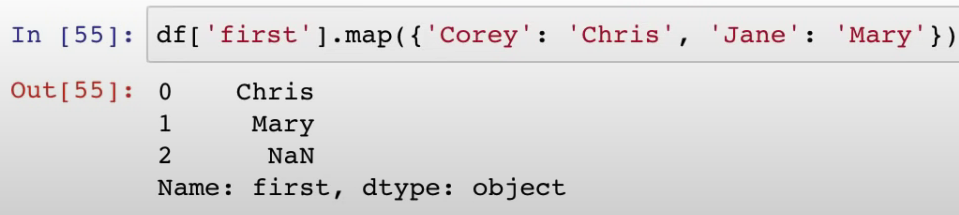 In [55]: df['first'].map({'Corey': 'Chris', 'Jane': 'Mary'})
Out[55]: 0 Chris
1 Mary
2 NaN
Name: first, dtype: object